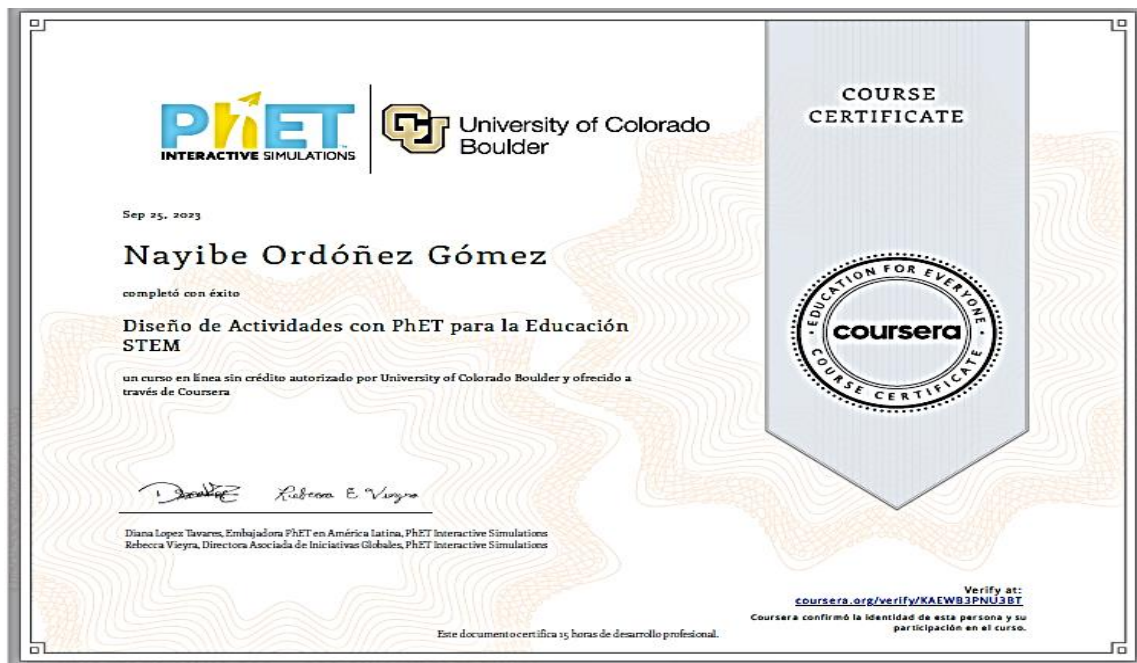 PhET
INTERACTIVE SIMULATIONS
CU
University of Colorado
Boulder
COURSE
CERTIFICATE
Sep 25, 2023
Nayibe Ordóñez Gómez
completó con éxito
Diseño de Actividades con PhET para la Educación
STEM
un curso en línea sin crédito autorizado por University of Colorado Boulder y ofrecido a
través de Coursera
EDUCATION FOR EVERYONE
coursera
COURSE CERTIFICATE
Rebecca E Vieyra
Diana Lopez Tavares, Embajadora PhET en América Latina, PhET Interactive Simulations
Rebecca Vieyra, Directora Asociada de Iniciativas Globales, PhET Interactive Simulations
Verify at:
coursera.org/verify/KAEWB3PNU3BT
Coursera confirmó la identidad de esta persona y su
participación en el curso.
Este documento certifica 15 horas de desarrollo profesional.